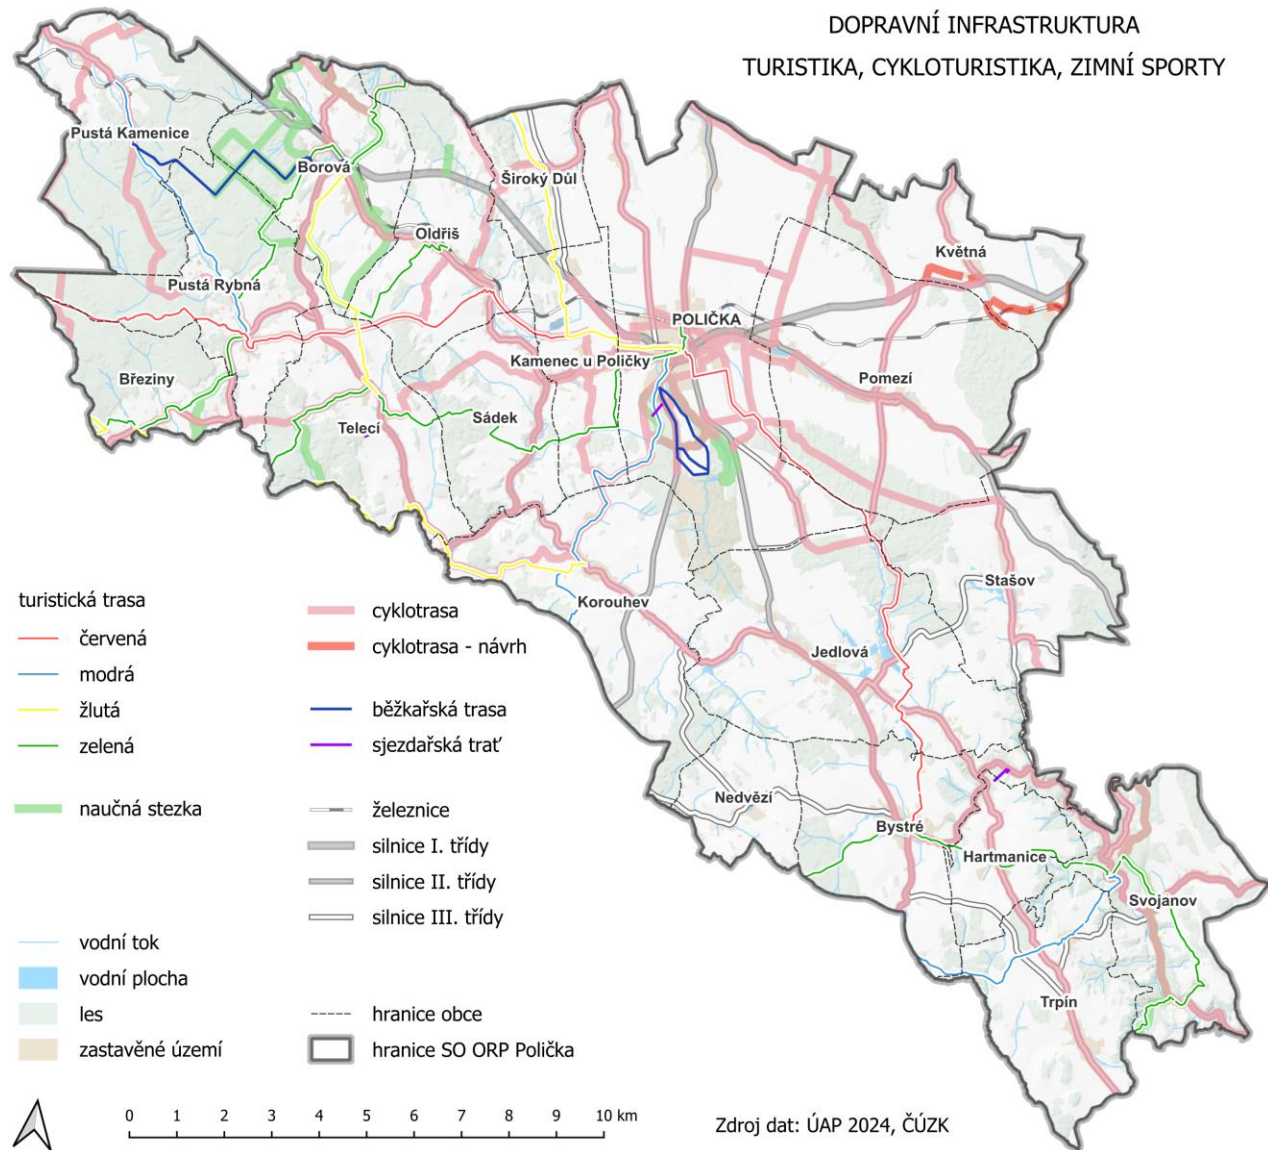 DOPRAVNÍ INFRASTRUKTURA
TURISTIKA, CYKLOTURISTIKA, ZIMNÍ SPORTY
Pustá Kamenice
Borová
Široký Důl
Oldřiš
Květná
Pustá Rybná
POLIČKA
Kamenec u Poličky
Březiny
Pomezí
Telecí
Sádek
Stašov
Korouhev
Jedlová
Nedvězí
Bystré
Hartmanice
Svojanov
Trpín
turistická trasa
červená
modrá
žlutá
zelená
naučná stezka
vodní tok
vodní plocha
les
zastavěné území
cyklotrasa
cyklotrasa - návrh
běžkařská trasa
sjezdařská trať
železnice
silnice I. třídy
silnice II. třídy
silnice III. třídy
hranice obce
hranice SO ORP Polička
0 1 2 3 4 5 6 7 8 9 10 km
Zdroj dat: ÚAP 2024, ČÚZK